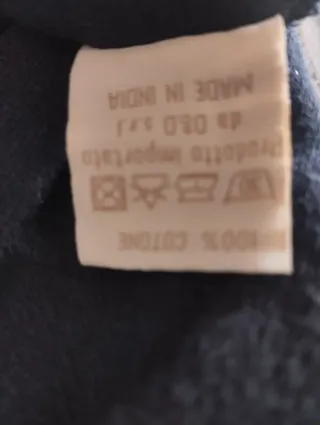 100% COTONE
Prodotto importato
da D&D s.r.l
MADE IN INDIA